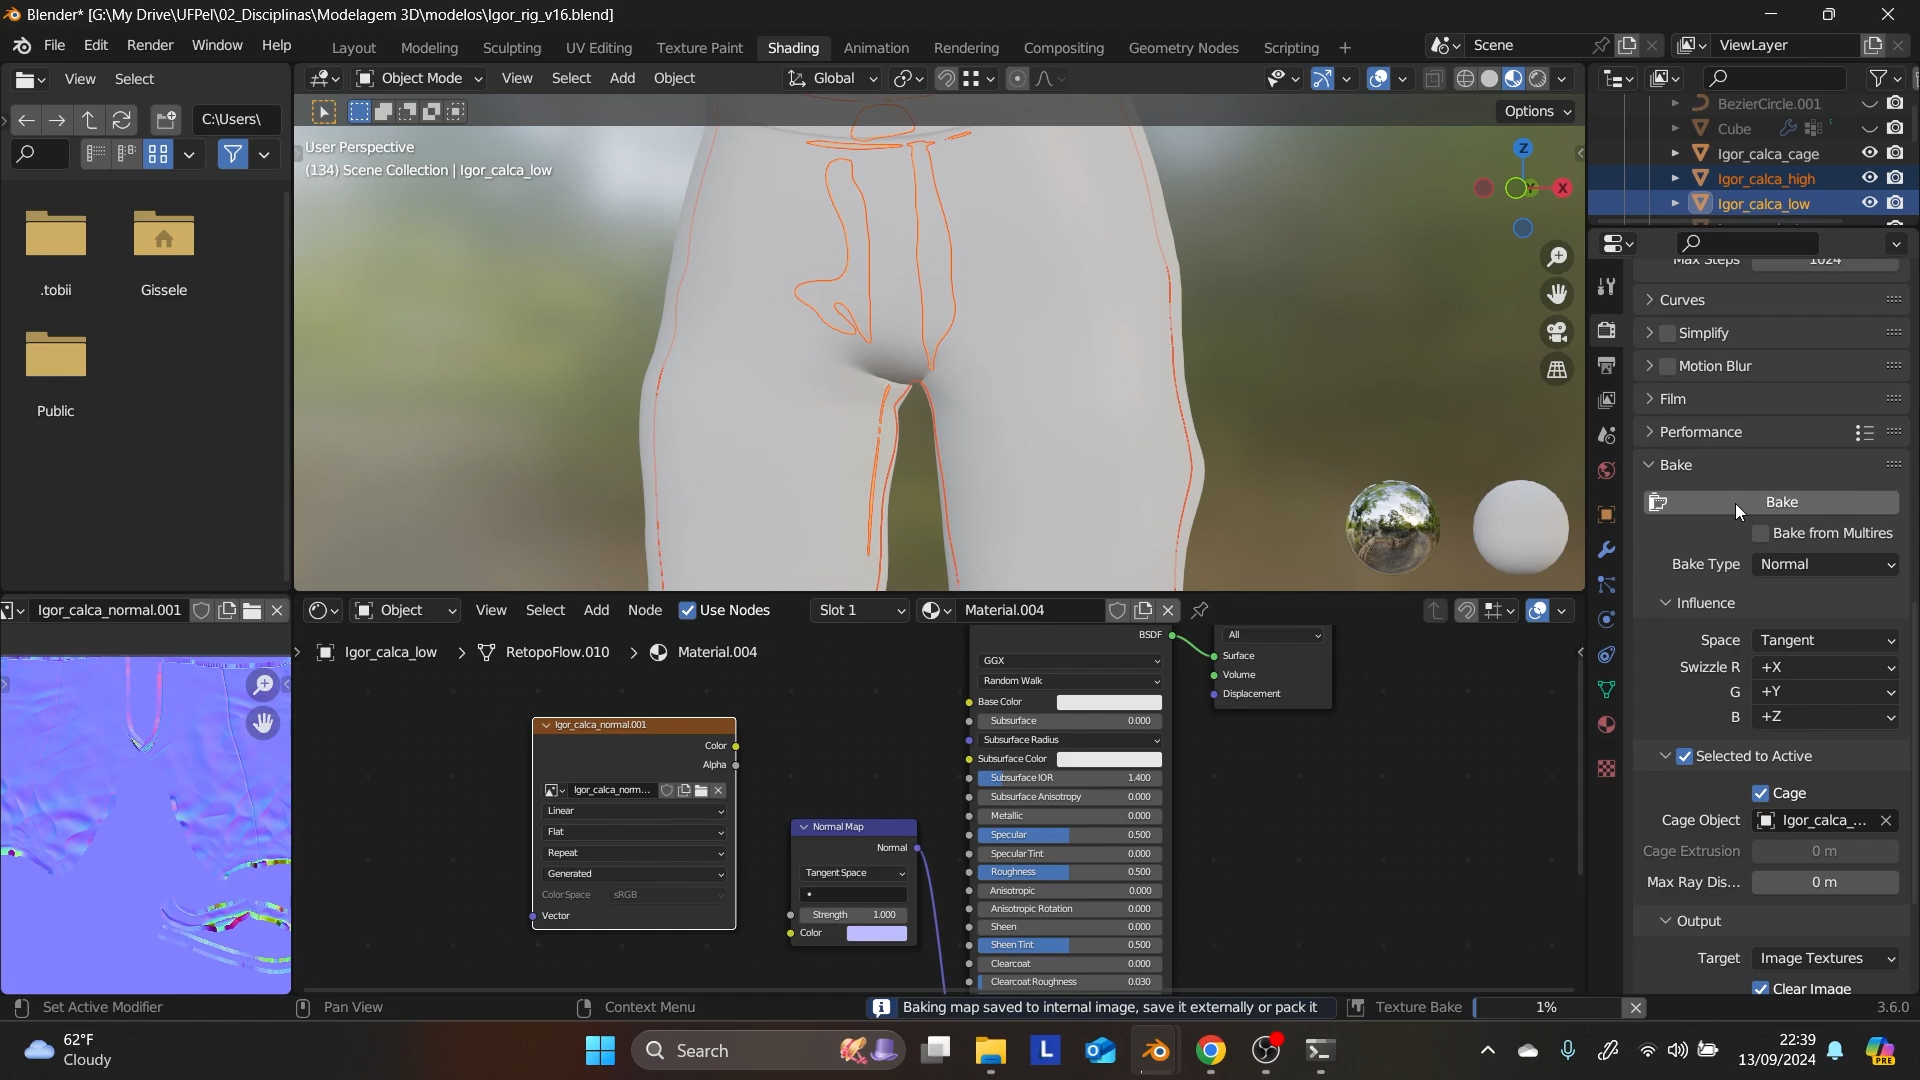 Blender* [G:\My Drive\UFPel\02_Disciplinas\Modelagem 3D\modelos\Igor_rig_v16.blend]
File Edit Render Window Help
Layout Modeling Sculpting UV Editing Texture Paint Shading Animation Rendering Compositing Geometry Nodes Scripting
Scene
ViewLayer
View Select
Object Mode View Select Add Object
Global
C:\Users\
Options
User Perspective
(134) Scene Collection | Igor_calca_low
Z
X
.tobii
Gissele
Public
BezierCircle.001
Cube
Igor_calca_cage
Igor_calca_high
Igor_calca_low
Max Steps 1024
Curves
Simplify
Motion Blur
Film
Performance
Bake
Bake
Bake from Multires
Bake Type Normal
Influence
Space Tangent
Swizzle R +X
G +Y
B +Z
Selected to Active
Cage
Cage Object Igor_calca_...
Cage Extrusion 0 m
Max Ray Dis... 0 m
Output
Target Image Textures
Clear Image
Igor_calca_normal.001
Object View Select Add Node Use Nodes Slot 1 Material.004
Igor_calca_low RetopoFlow.010 Material.004
Igor_calca_normal.001
Color
Alpha
Igor_calca_norm...
Linear
Flat
Repeat
Generated
Color Space sRGB
Vector
Normal Map
Normal
Tangent Space
Strength 1.000
Color
BSDF
GGX
Random Walk
Base Color
Subsurface 0.000
Subsurface Radius
Subsurface Color
Subsurface IOR 1.400
Subsurface Anisotropy 0.000
Metallic 0.000
Specular 0.500
Specular Tint 0.000
Roughness 0.500
Anisotropic 0.000
Anisotropic Rotation 0.000
Sheen 0.000
Sheen Tint 0.500
Clearcoat 0.000
Clearcoat Roughness 0.030
All
Surface
Volume
Displacement
Set Active Modifier
Pan View
Context Menu
Baking map saved to internal image, save it externally or pack it
Texture Bake 1%
3.6.0
62°F
Cloudy
Search
L
22:39
13/09/2024
PRE